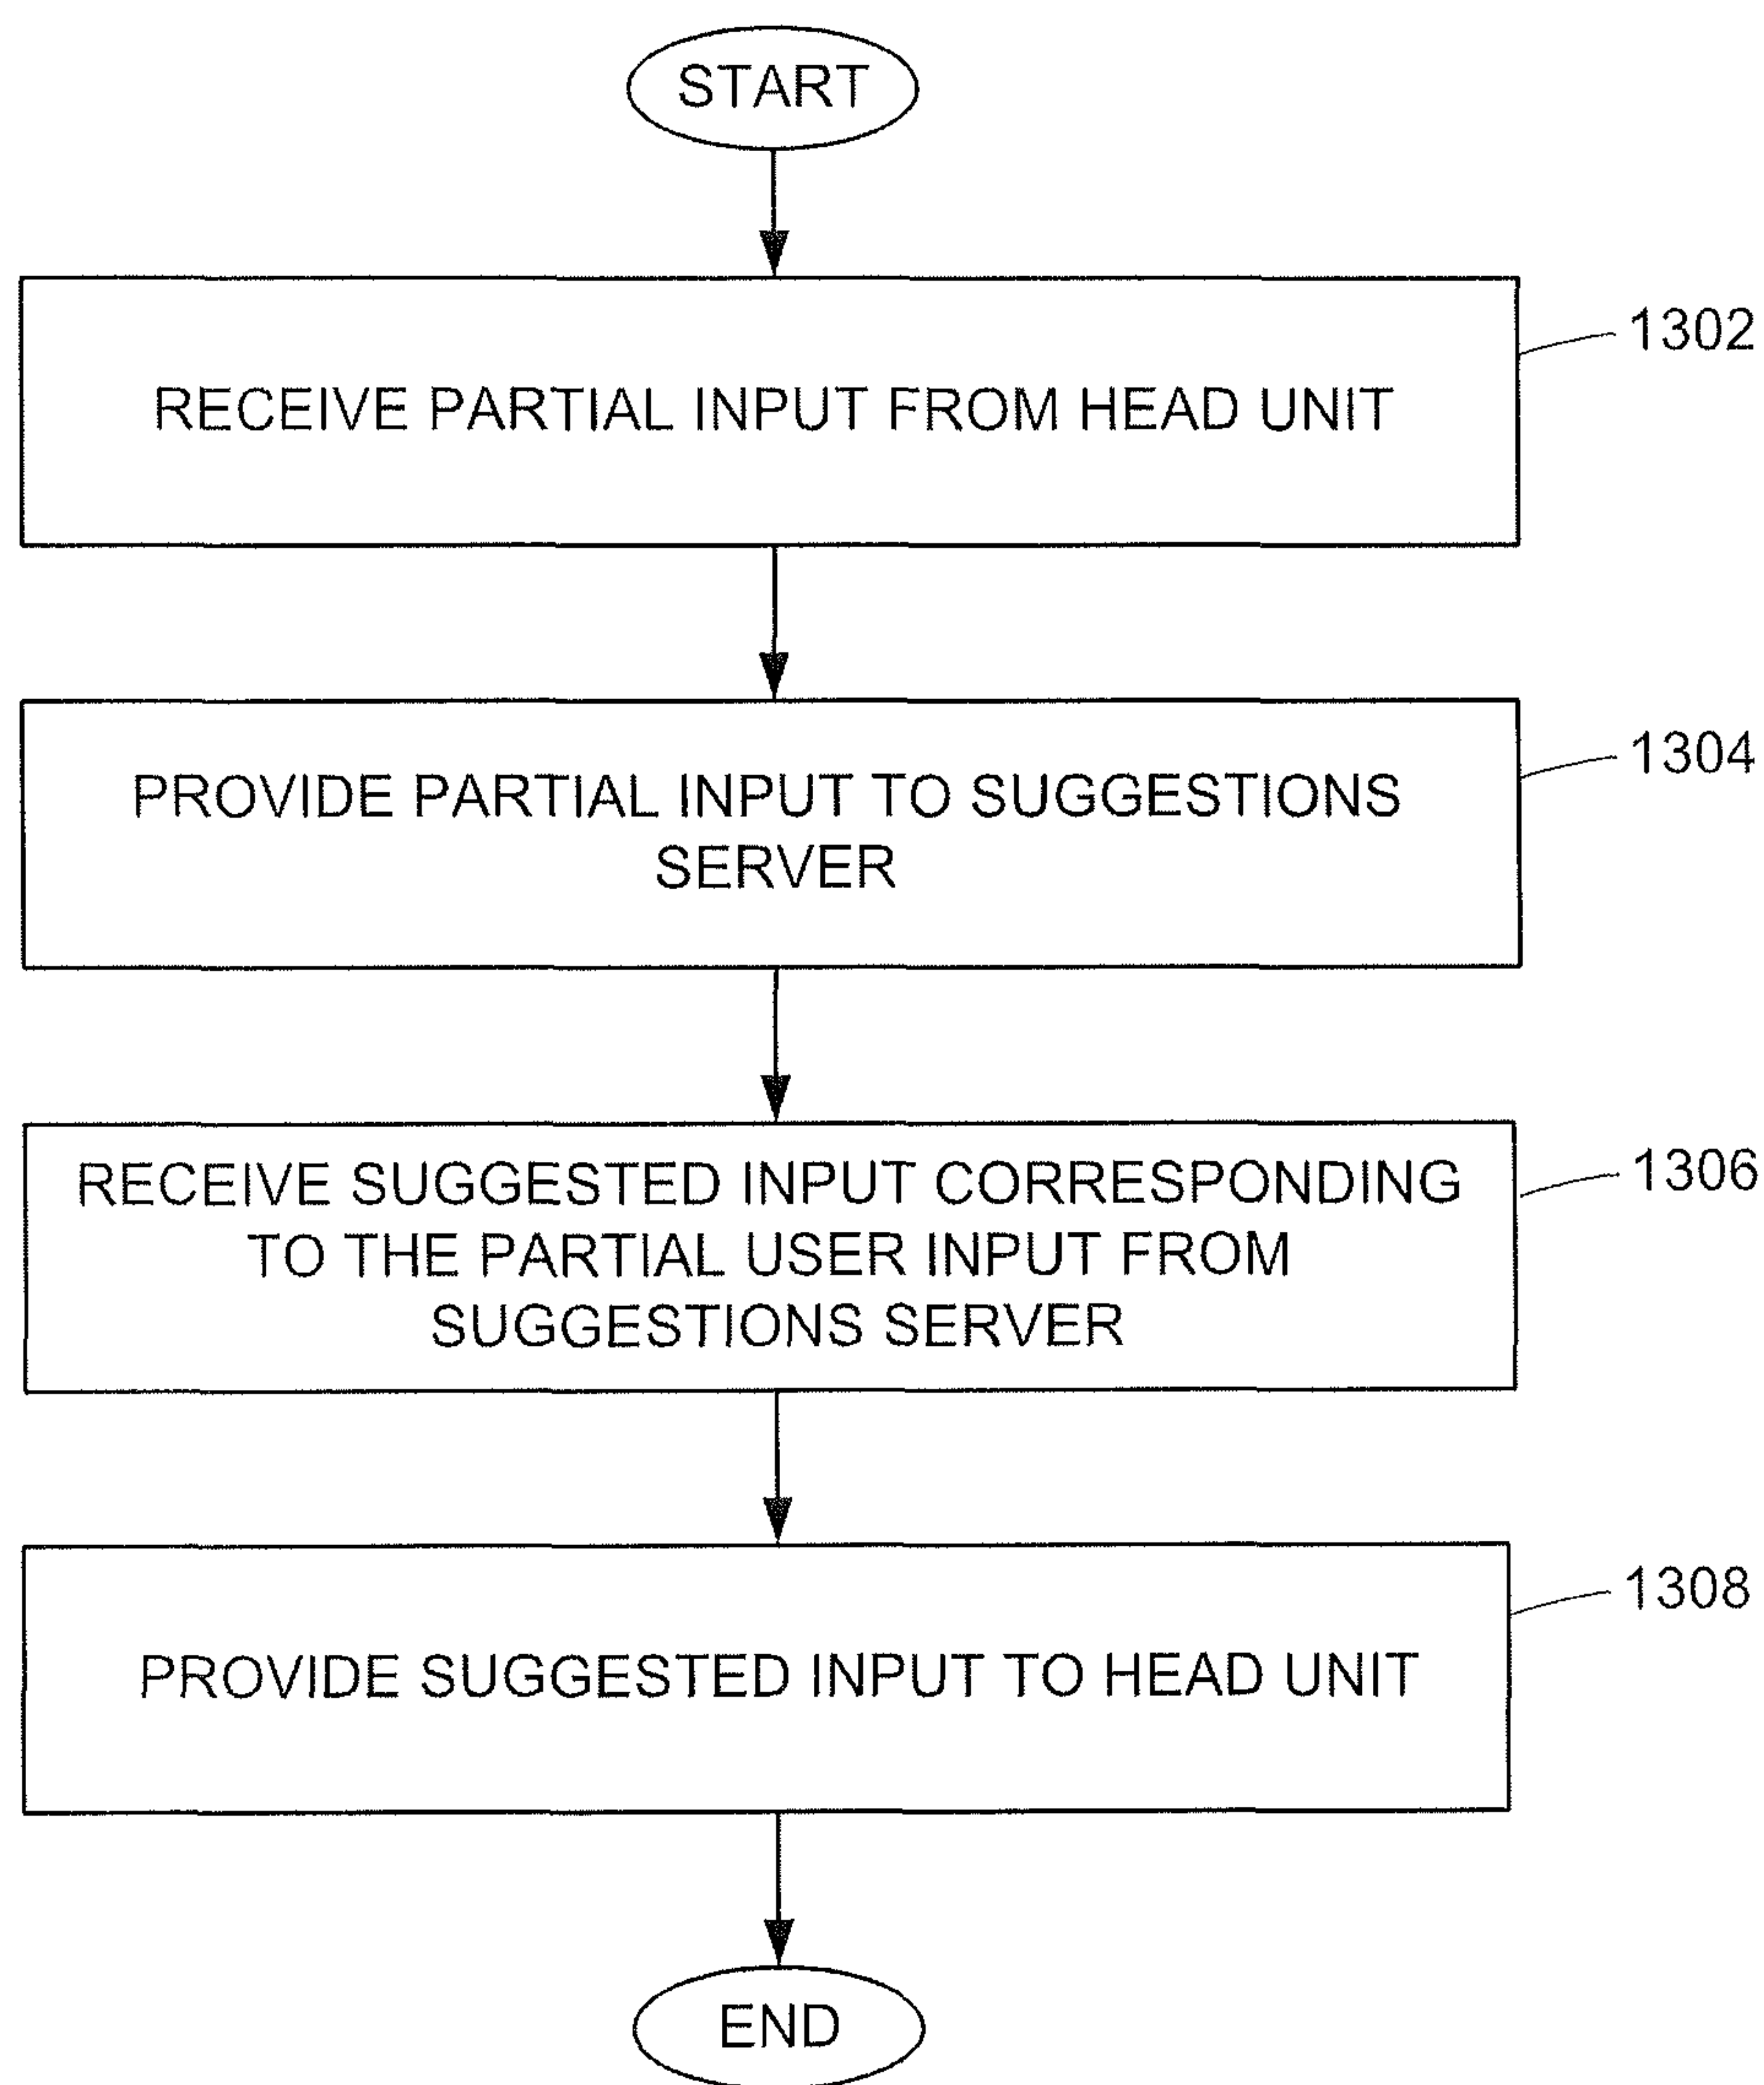 START
RECEIVE PARTIAL INPUT FROM HEAD UNIT
1302
PROVIDE PARTIAL INPUT TO SUGGESTIONS
SERVER
1304
RECEIVE SUGGESTED INPUT CORRESPONDING
TO THE PARTIAL USER INPUT FROM
SUGGESTIONS SERVER
1306
PROVIDE SUGGESTED INPUT TO HEAD UNIT
1308
END